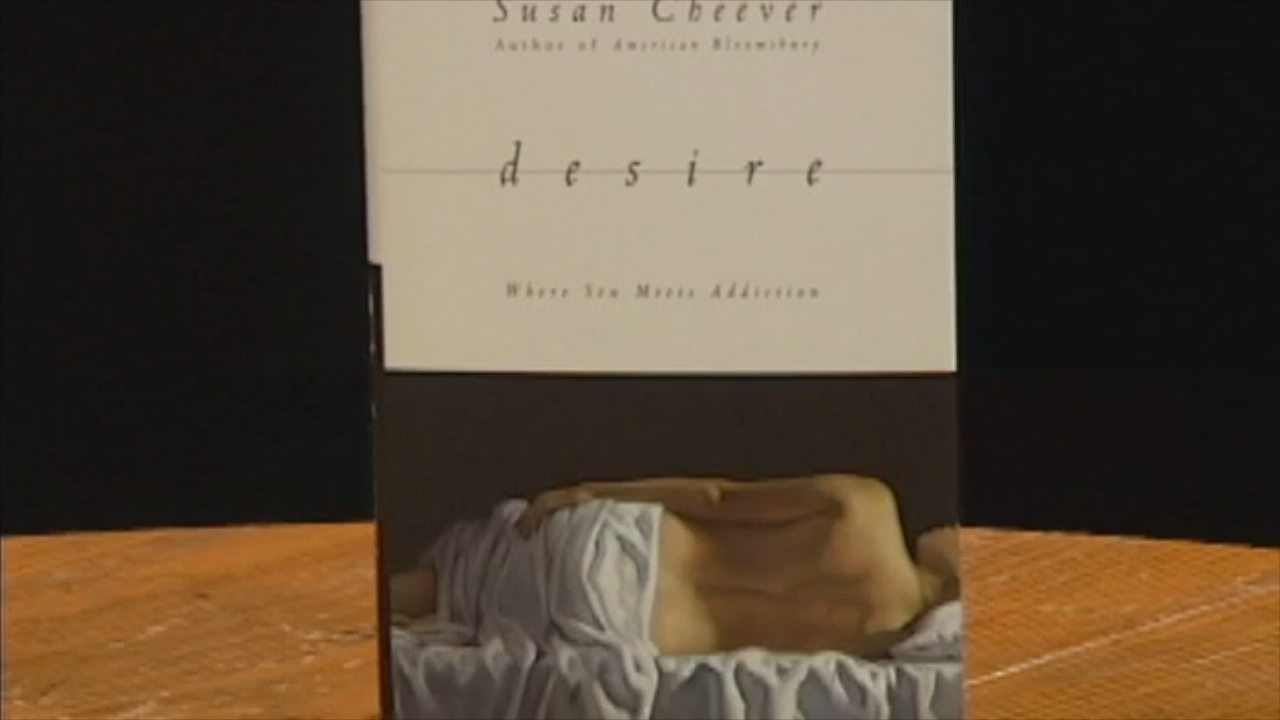 Susan Cheever
Author of American Bloomsbury
desire
Where Sex Meets Addiction